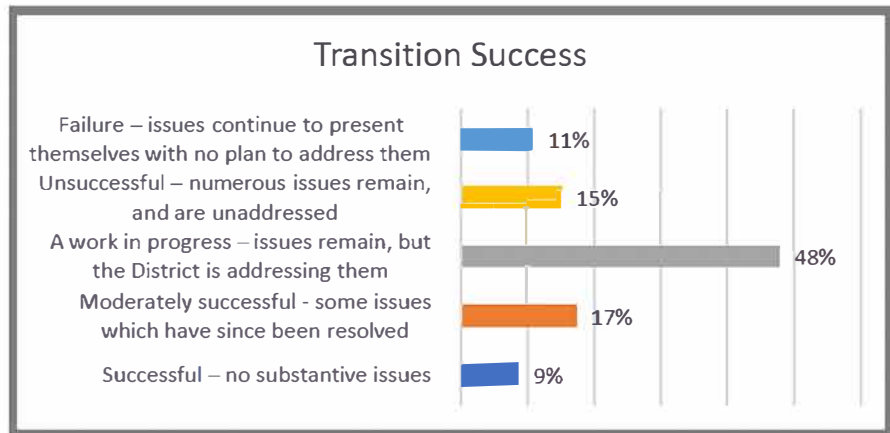 Transition Success
Failure – issues continue to present
themselves with no plan to address them
11%
Unsuccessful – numerous issues remain,
and are unaddressed
15%
A work in progress – issues remain, but
the District is addressing them
48%
Moderately successful - some issues
which have since been resolved
17%
Successful – no substantive issues
9%